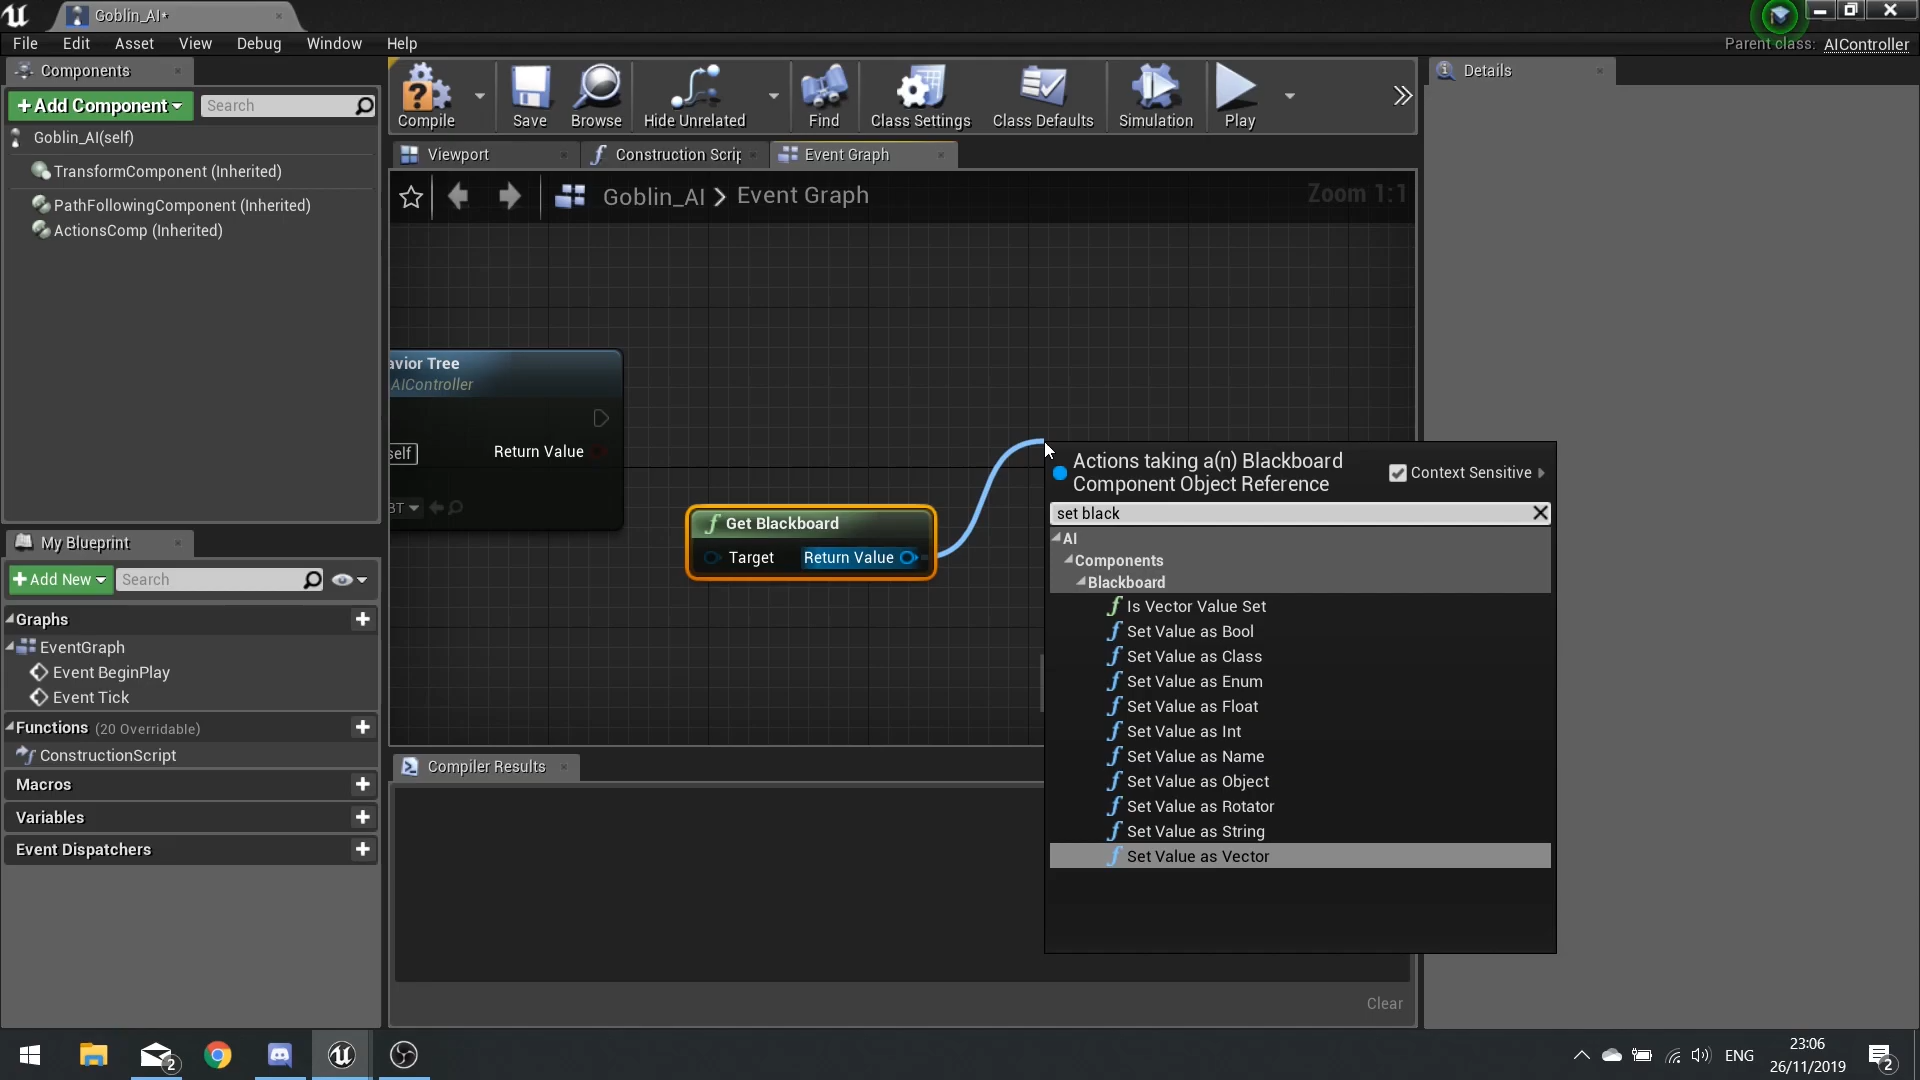 Goblin_AI*
File Edit Asset View Debug Window Help
Parent class: AIController
Components
+Add Component
Search
Goblin_AI(self)
TransformComponent (Inherited)
PathFollowingComponent (Inherited)
ActionsComp (Inherited)
Compile
Save
Browse
Hide Unrelated
Find
Class Settings
Class Defaults
Simulation
Play
Details
Viewport
Construction Scrip
Event Graph
Goblin_AI > Event Graph
Zoom 1:1
avior Tree
AIController
self
Return Value
BT
Get Blackboard
Target
Return Value
Actions taking a(n) Blackboard
Component Object Reference
Context Sensitive
set black
AI
Components
Blackboard
Is Vector Value Set
Set Value as Bool
Set Value as Class
Set Value as Enum
Set Value as Float
Set Value as Int
Set Value as Name
Set Value as Object
Set Value as Rotator
Set Value as String
Set Value as Vector
My Blueprint
+Add New
Search
Graphs
EventGraph
Event BeginPlay
Event Tick
Functions (20 Overridable)
ConstructionScript
Macros
Variables
Event Dispatchers
Compiler Results
Clear
2
ENG
23:06
26/11/2019
2